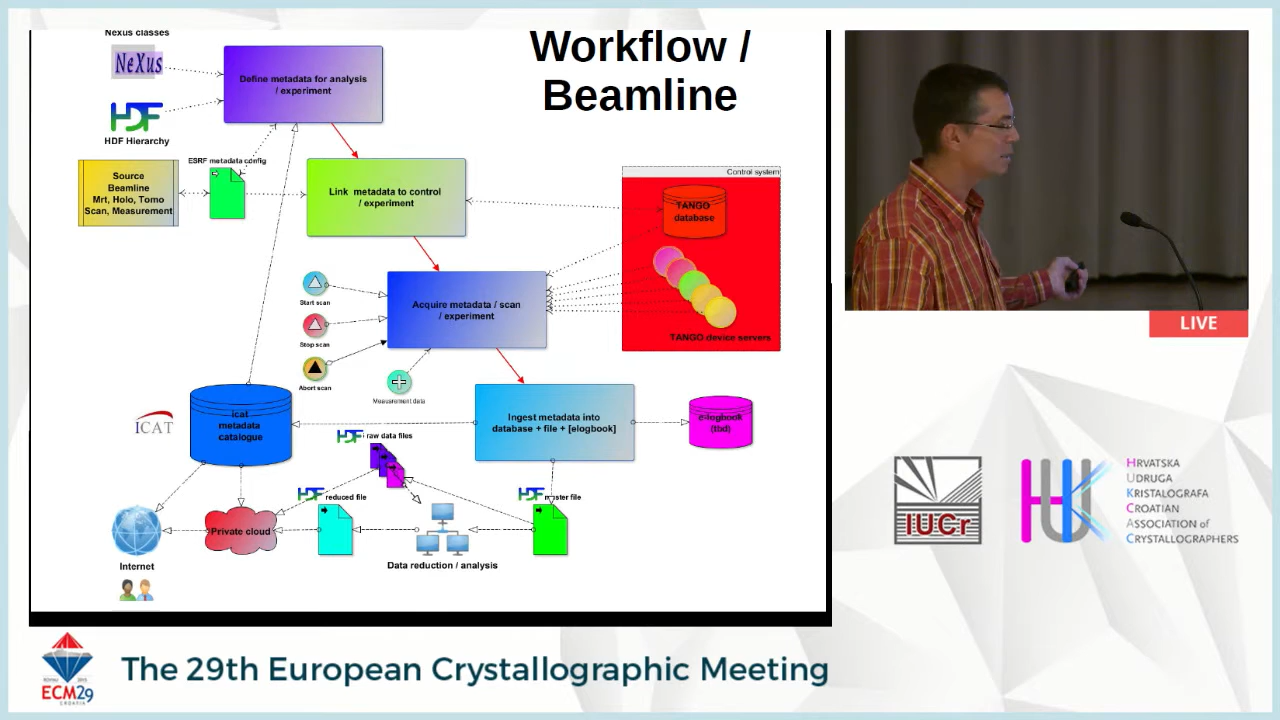 Nexus classes
NeXus
HDF
HDF Hierarchy
Workflow /
Beamline
Define metadata for analysis
/ experiment
ESRF metadata config
Source
Beamline
Mrt, Holo, Tomo
Scan, Measurement
Link metadata to control
/ experiment
Control system
TANGO
database
TANGO device servers
Start scan
Stop scan
Abort scan
Acquire metadata / scan
/ experiment
Measurement data
ICAT
icat
metadata
catalogue
Ingest metadata into
database + file + [elogbook]
e-logbook
(tbd)
HDF raw data files
HDF reduced file
HDF master file
Private cloud
Internet
Data reduction / analysis
LIVE
IUCr
HRVATSKA
UDRUGA
KRISTALOGRAFA
CROATIAN
ASSOCIATION of
CRYSTALLOGRAPHERS
ECM29
CROATIA
The 29th European Crystallographic Meeting